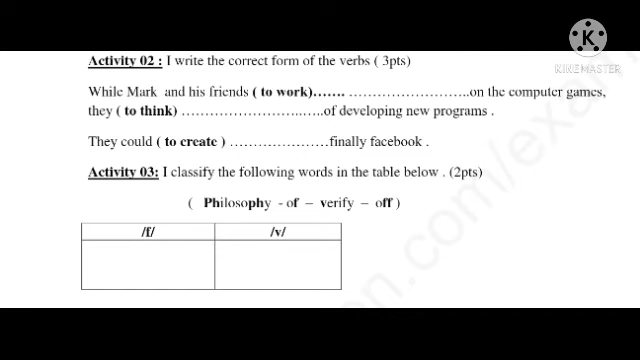 KINEMASTER
Activity 02 : I write the correct form of the verbs ( 3pts)
While Mark and his friends ( to work)……. ……………………..on the computer games,
they ( to think) ……………………..…..of developing new programs .
They could ( to create ) …………………finally facebook .
Activity 03: I classify the following words in the table below . (2pts)
( Philosophy - of – verify – off )
/f/ /v/